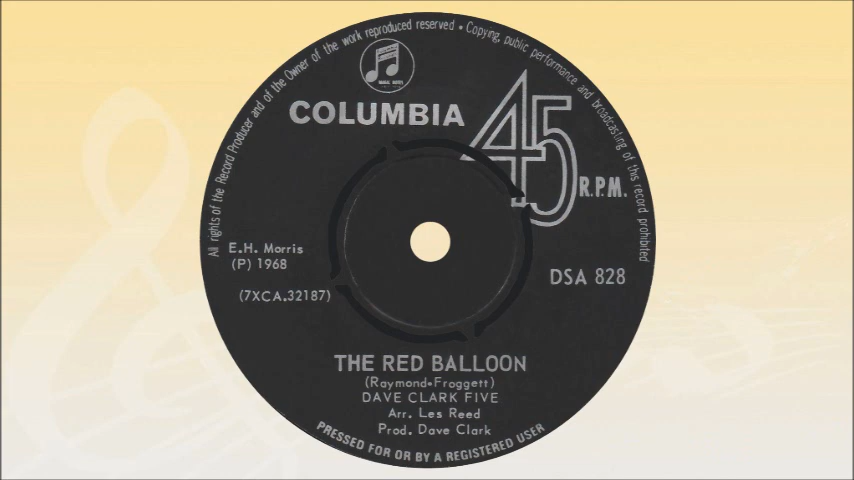 All rights of the Record Producer and of the Owner of the work reproduced reserved • Copying, public performance and broadcasting of this record prohibited
COLUMBIA
45
R.P.M.
E.H. Morris
(P) 1968
DSA 828
(7XCA.32187)
THE RED BALLOON
(Raymond•Froggett)
DAVE CLARK FIVE
Arr. Les Reed
Prod. Dave Clark
PRESSED FOR OR BY A REGISTERED USER